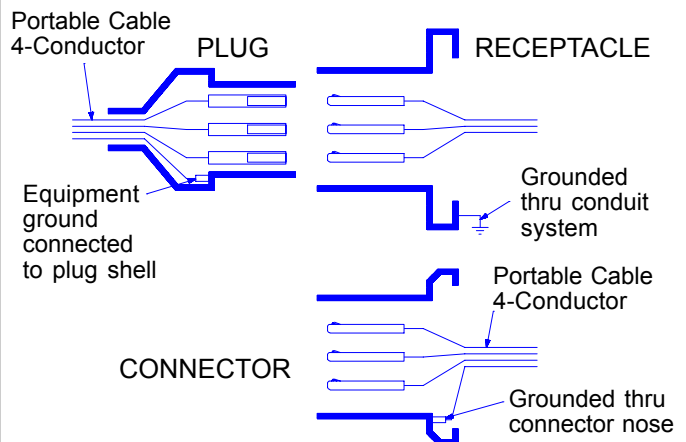 Portable Cable
4-Conductor
PLUG
RECEPTACLE
Equipment
ground
connected
to plug shell
Grounded
thru conduit
system
Portable Cable
4-Conductor
CONNECTOR
Grounded thru
connector nose